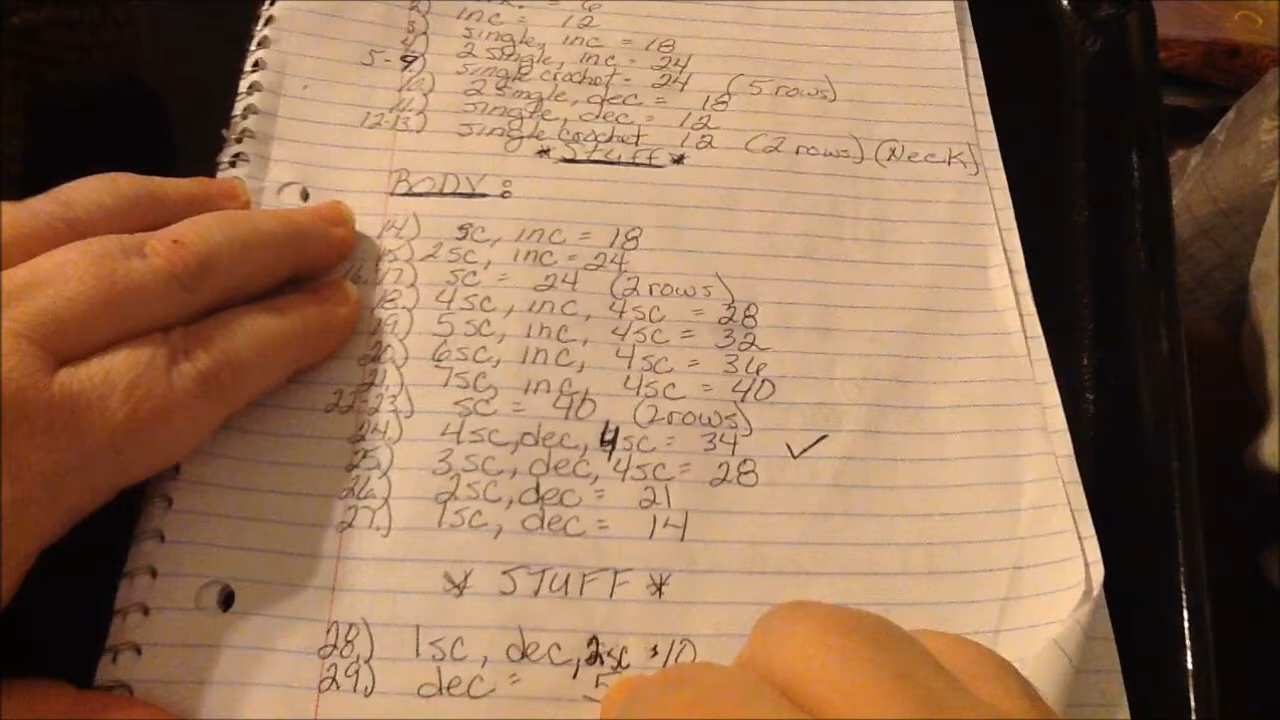 2.) inc = 12
3.) single, inc = 18
4.) 2 single, inc = 24
5-9.) single crochet = 24 (5 rows)
10.) 2 single, dec = 18
11.) single, dec = 12
12-13.) single crochet 12 (2 rows) (Neck)
*STUFF*
BODY:
14.) sc, inc = 18
15.) 2sc, inc = 24
16.-17.) sc = 24 (2 rows)
18.) 4sc, inc, 4sc = 28
19.) 5sc, inc, 4sc = 32
20.) 6sc, inc, 4sc = 36
21.) 7sc, inc, 4sc = 40
22-23.) sc = 40 (2 rows)
24.) 4sc, dec, 4sc = 34 ✓
25.) 3sc, dec, 4sc = 28
26.) 2sc, dec = 21
27.) 1sc, dec = 14
* STUFF *
28.) 1sc, dec, 2sc = 10
29.) dec = 5